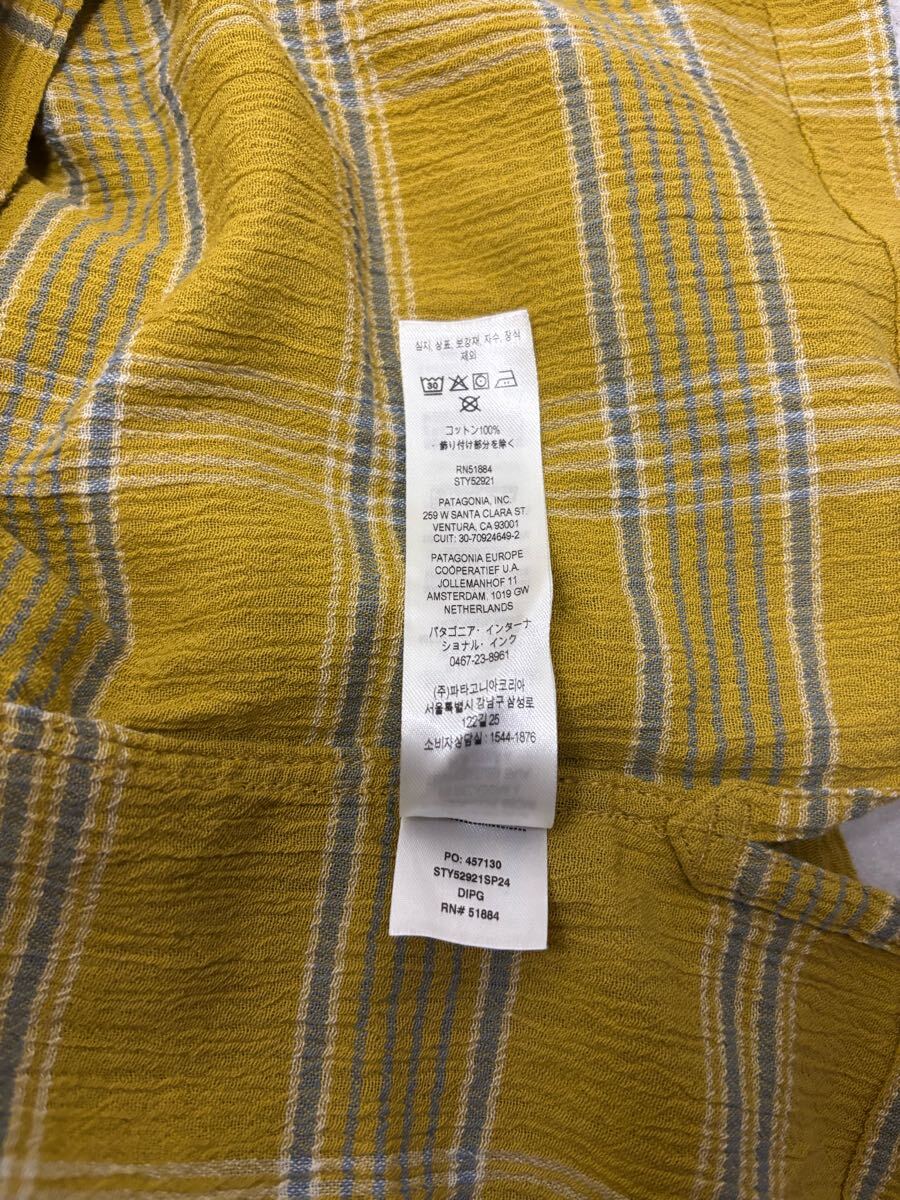 심지, 상표, 보강재, 자수, 장식
제외
30
コットン100%
・飾り付け部分を除く
RN51884
STY52921
PATAGONIA, INC.
259 W SANTA CLARA ST.
VENTURA, CA 93001
CUIT: 30-70924649-2
PATAGONIA EUROPE
COÖPERATIEF U.A.
JOLLEMANHOF 11
AMSTERDAM, 1019 GW
NETHERLANDS
パタゴニア・インターナ
ショナル・インク
0467-23-8961
(주)파타고니아코리아
서울특별시 강남구 삼성로
122길 25
소비자상담실 : 1544-1876
PO: 457130
STY52921SP24
DIPG
RN# 51884